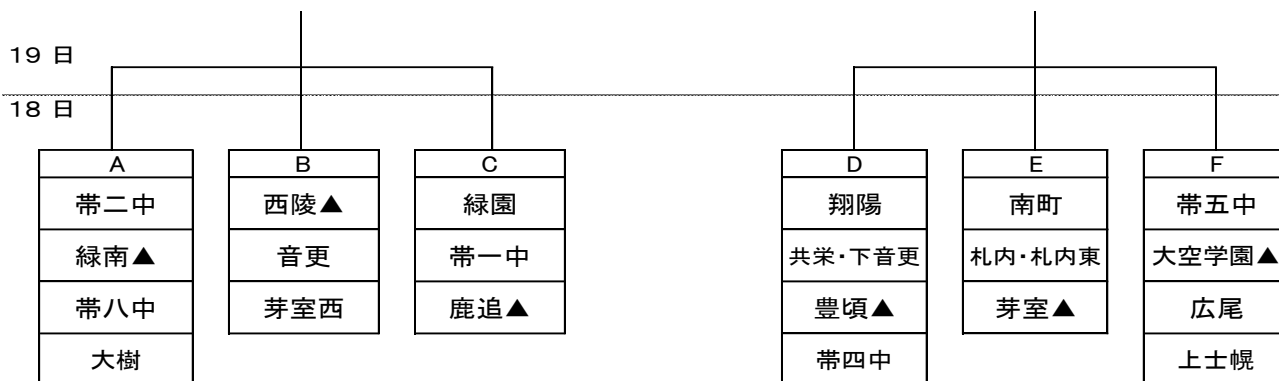 19 日
18 日
A
帯二中
緑南▲
帯八中
大樹
B
西陵▲
音更
芽室西
C
緑園
帯一中
鹿追▲
D
翔陽
共栄・下音更
豊頃▲
帯四中
E
南町
札内・札内東
芽室▲
F
帯五中
大空学園▲
広尾
上士幌